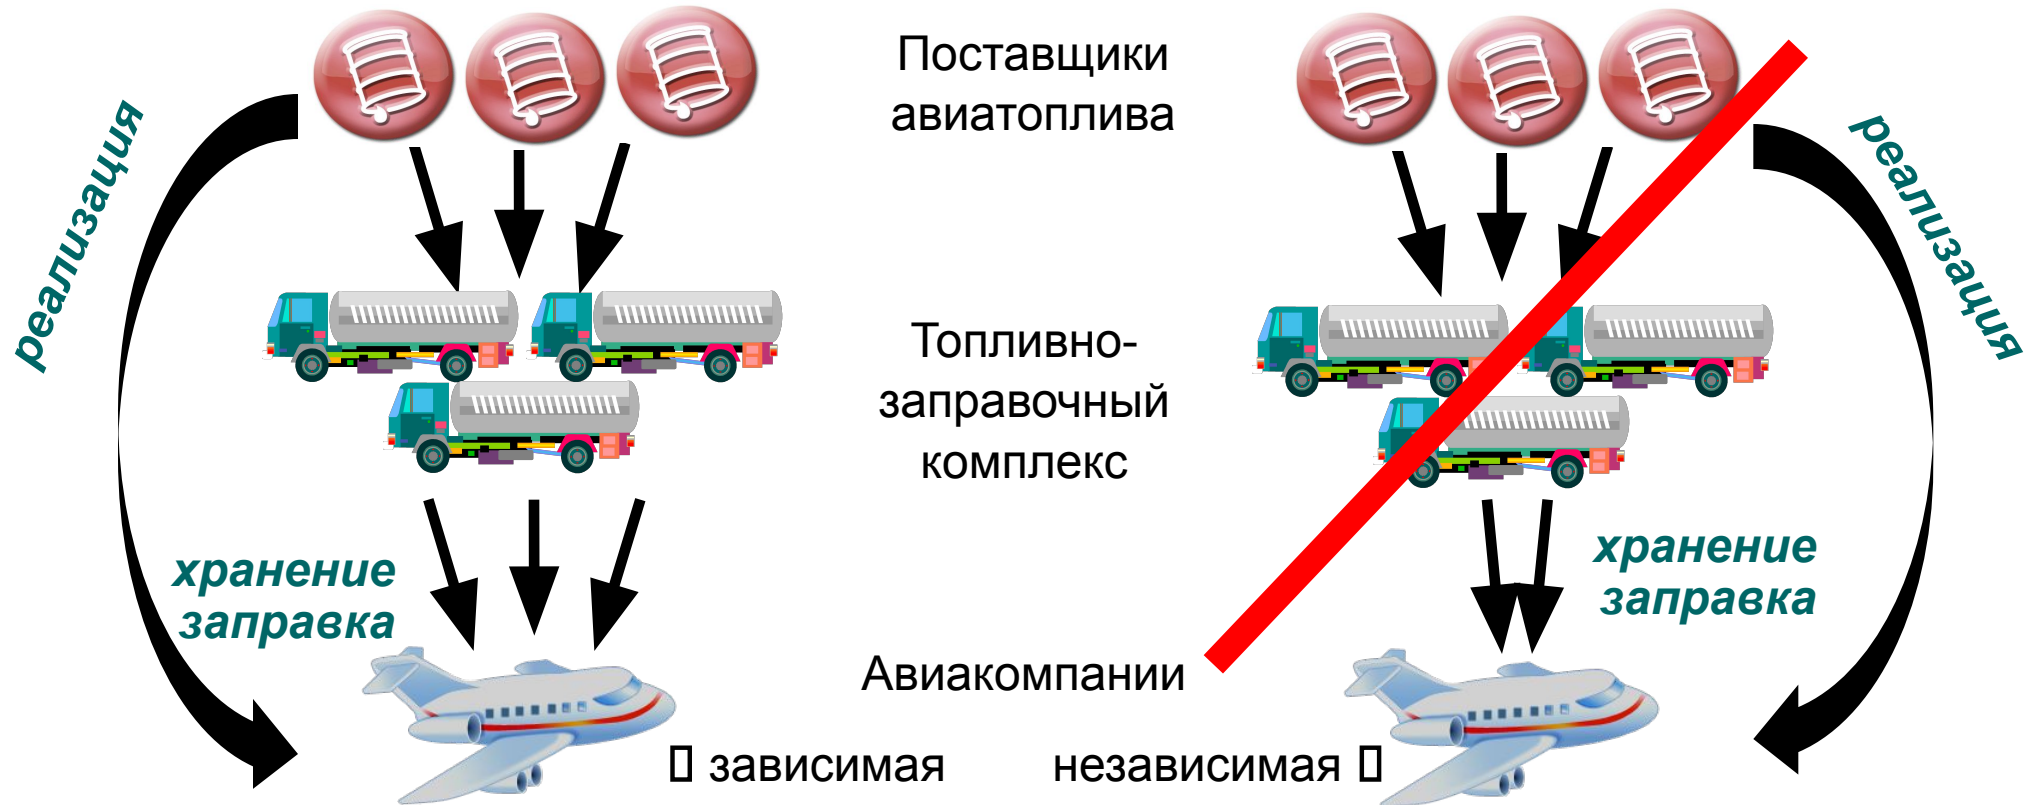 Поставщики
авиатоплива
реализация
реализация
Топливно-
заправочный
комплекс
хранение
заправка
хранение
заправка
Авиакомпании
зависимая
независимая